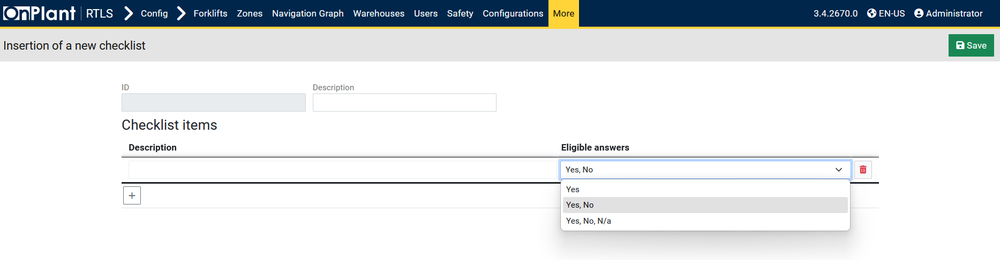 OnPlant RTLS Config Forklifts Zones Navigation Graph Warehouses Users Safety Configurations More 3.4.2670.0 EN-US Administrator
Insertion of a new checklist Save
ID Description
Checklist items
Description Eligible answers
Yes, No
Yes
+ Yes, No
Yes, No, N/a